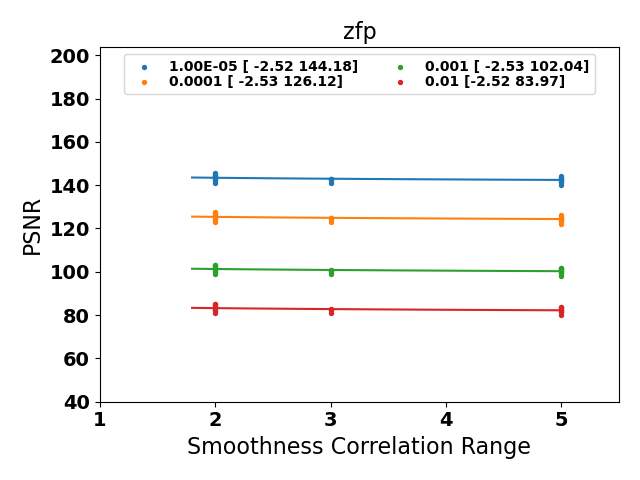 zfp
1.00E-05 [ -2.52 144.18]
0.0001 [ -2.53 126.12]
0.001 [ -2.53 102.04]
0.01 [-2.52 83.97]
PSNR
200
180
160
140
120
100
80
60
40
1 2 3 4 5
Smoothness Correlation Range